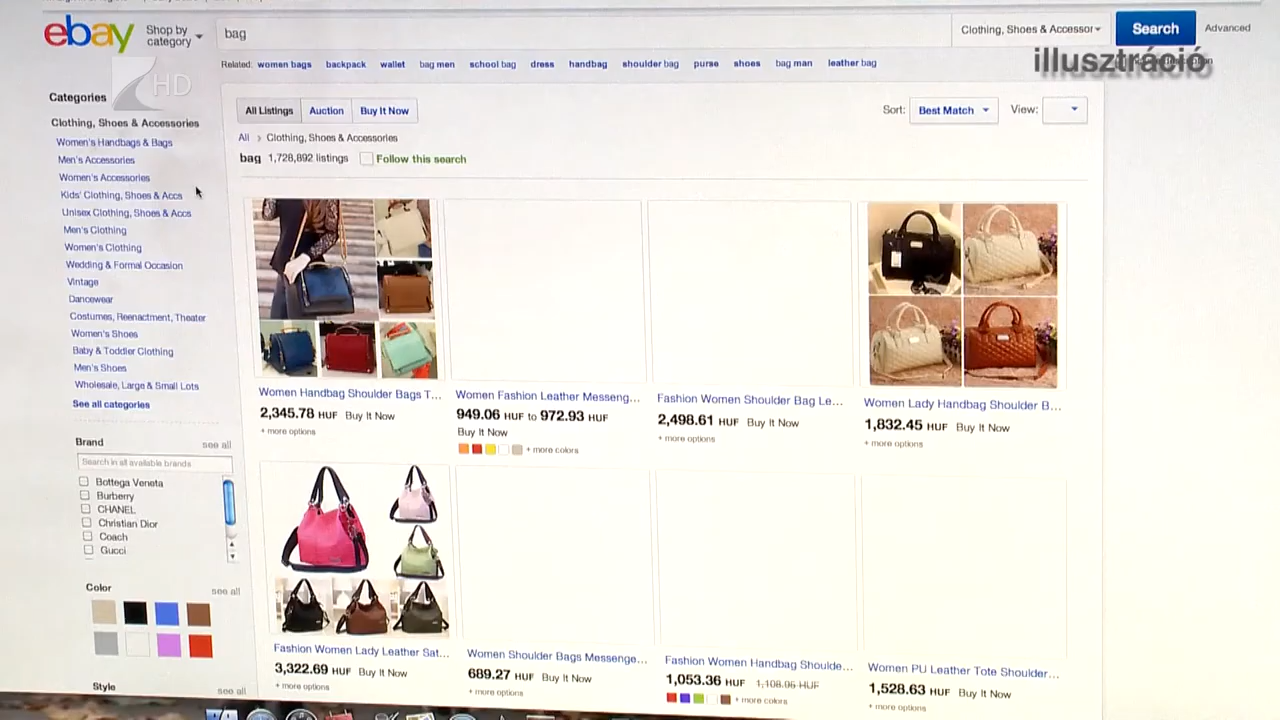 ebay
Shop by category
bag
Clothing, Shoes & Accessor
Search
Advanced
Related: women bags backpack wallet bag men school bag dress handbag shoulder bag purse shoes bag man leather bag
illusztráció
HD
Categories
Clothing, Shoes & Accessories
Women's Handbags & Bags
Men's Accessories
Women's Accessories
Kids' Clothing, Shoes & Accs
Unisex Clothing, Shoes & Accs
Men's Clothing
Women's Clothing
Wedding & Formal Occasion
Vintage
Dancewear
Costumes, Reenactment, Theater
Women's Shoes
Baby & Toddler Clothing
Men's Shoes
Wholesale, Large & Small Lots
See all categories
Brand see all
Search in all available brands
Bottega Veneta
Burberry
CHANEL
Christian Dior
Coach
Gucci
Color see all
Style see all
All Listings Auction Buy It Now
Sort: Best Match View:
All > Clothing, Shoes & Accessories
bag 1,728,892 listings Follow this search
Women Handbag Shoulder Bags T...
2,345.78 HUF Buy It Now
+ more options
Women Fashion Leather Messeng...
949.06 HUF to 972.93 HUF
Buy It Now
+ more colors
Fashion Women Shoulder Bag Le...
2,498.61 HUF Buy It Now
+ more options
Women Lady Handbag Shoulder B...
1,832.45 HUF Buy It Now
+ more options
Fashion Women Lady Leather Sat...
3,322.69 HUF Buy It Now
+ more options
Women Shoulder Bags Messenge...
689.27 HUF Buy It Now
+ more options
Fashion Women Handbag Shoulde...
1,053.36 HUF 1,108.95 HUF
+ more colors
Women PU Leather Tote Shoulder...
1,528.63 HUF Buy It Now
+ more options